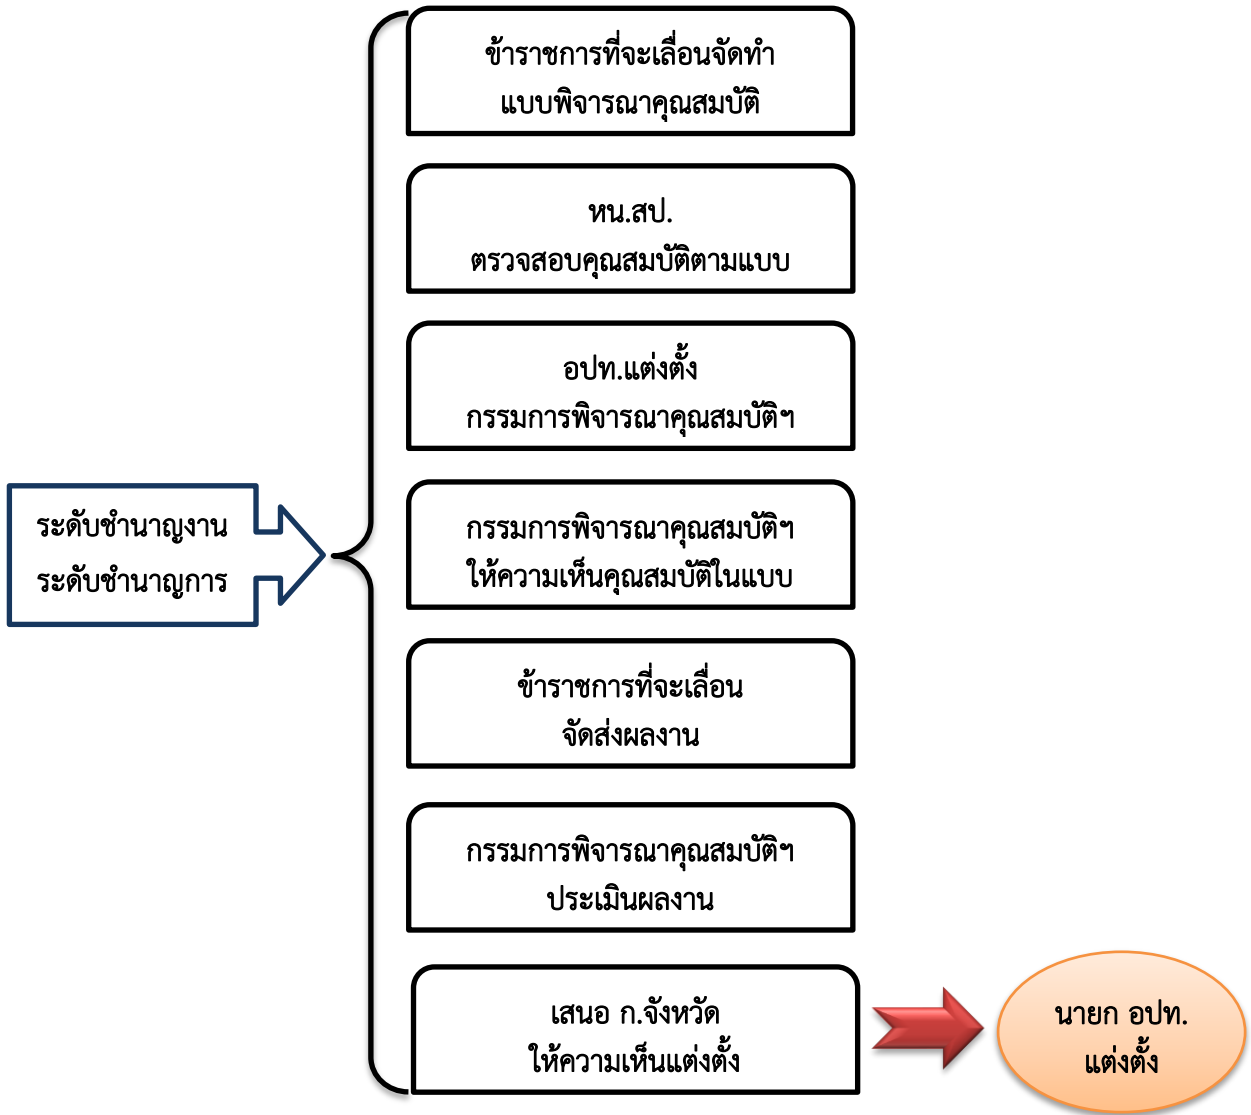 ข้าราชการที่จะเลื่อนจัดทำ
แบบพิจารณาคุณสมบัติ
หน.สป.
ตรวจสอบคุณสมบัติตามแบบ
อปท.แต่งตั้ง
กรรมการพิจารณาคุณสมบัติฯ
ระดับชำนาญงาน
ระดับชำนาญการ
กรรมการพิจารณาคุณสมบัติฯ
ให้ความเห็นคุณสมบัติในแบบ
ข้าราชการที่จะเลื่อน
จัดส่งผลงาน
กรรมการพิจารณาคุณสมบัติฯ
ประเมินผลงาน
เสนอ ก.จังหวัด
ให้ความเห็นแต่งตั้ง
นายก อปท.
แต่งตั้ง